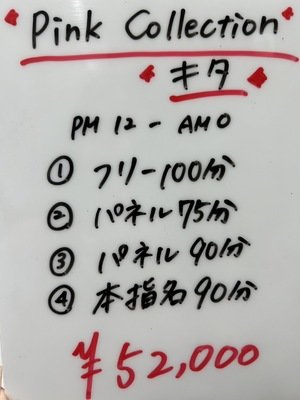 Pink Collection
キタ
PM 12 - AM 0
① フリー100分
② パネル 75分
③ パネル 90分
④ 本指名 90分
¥52,000